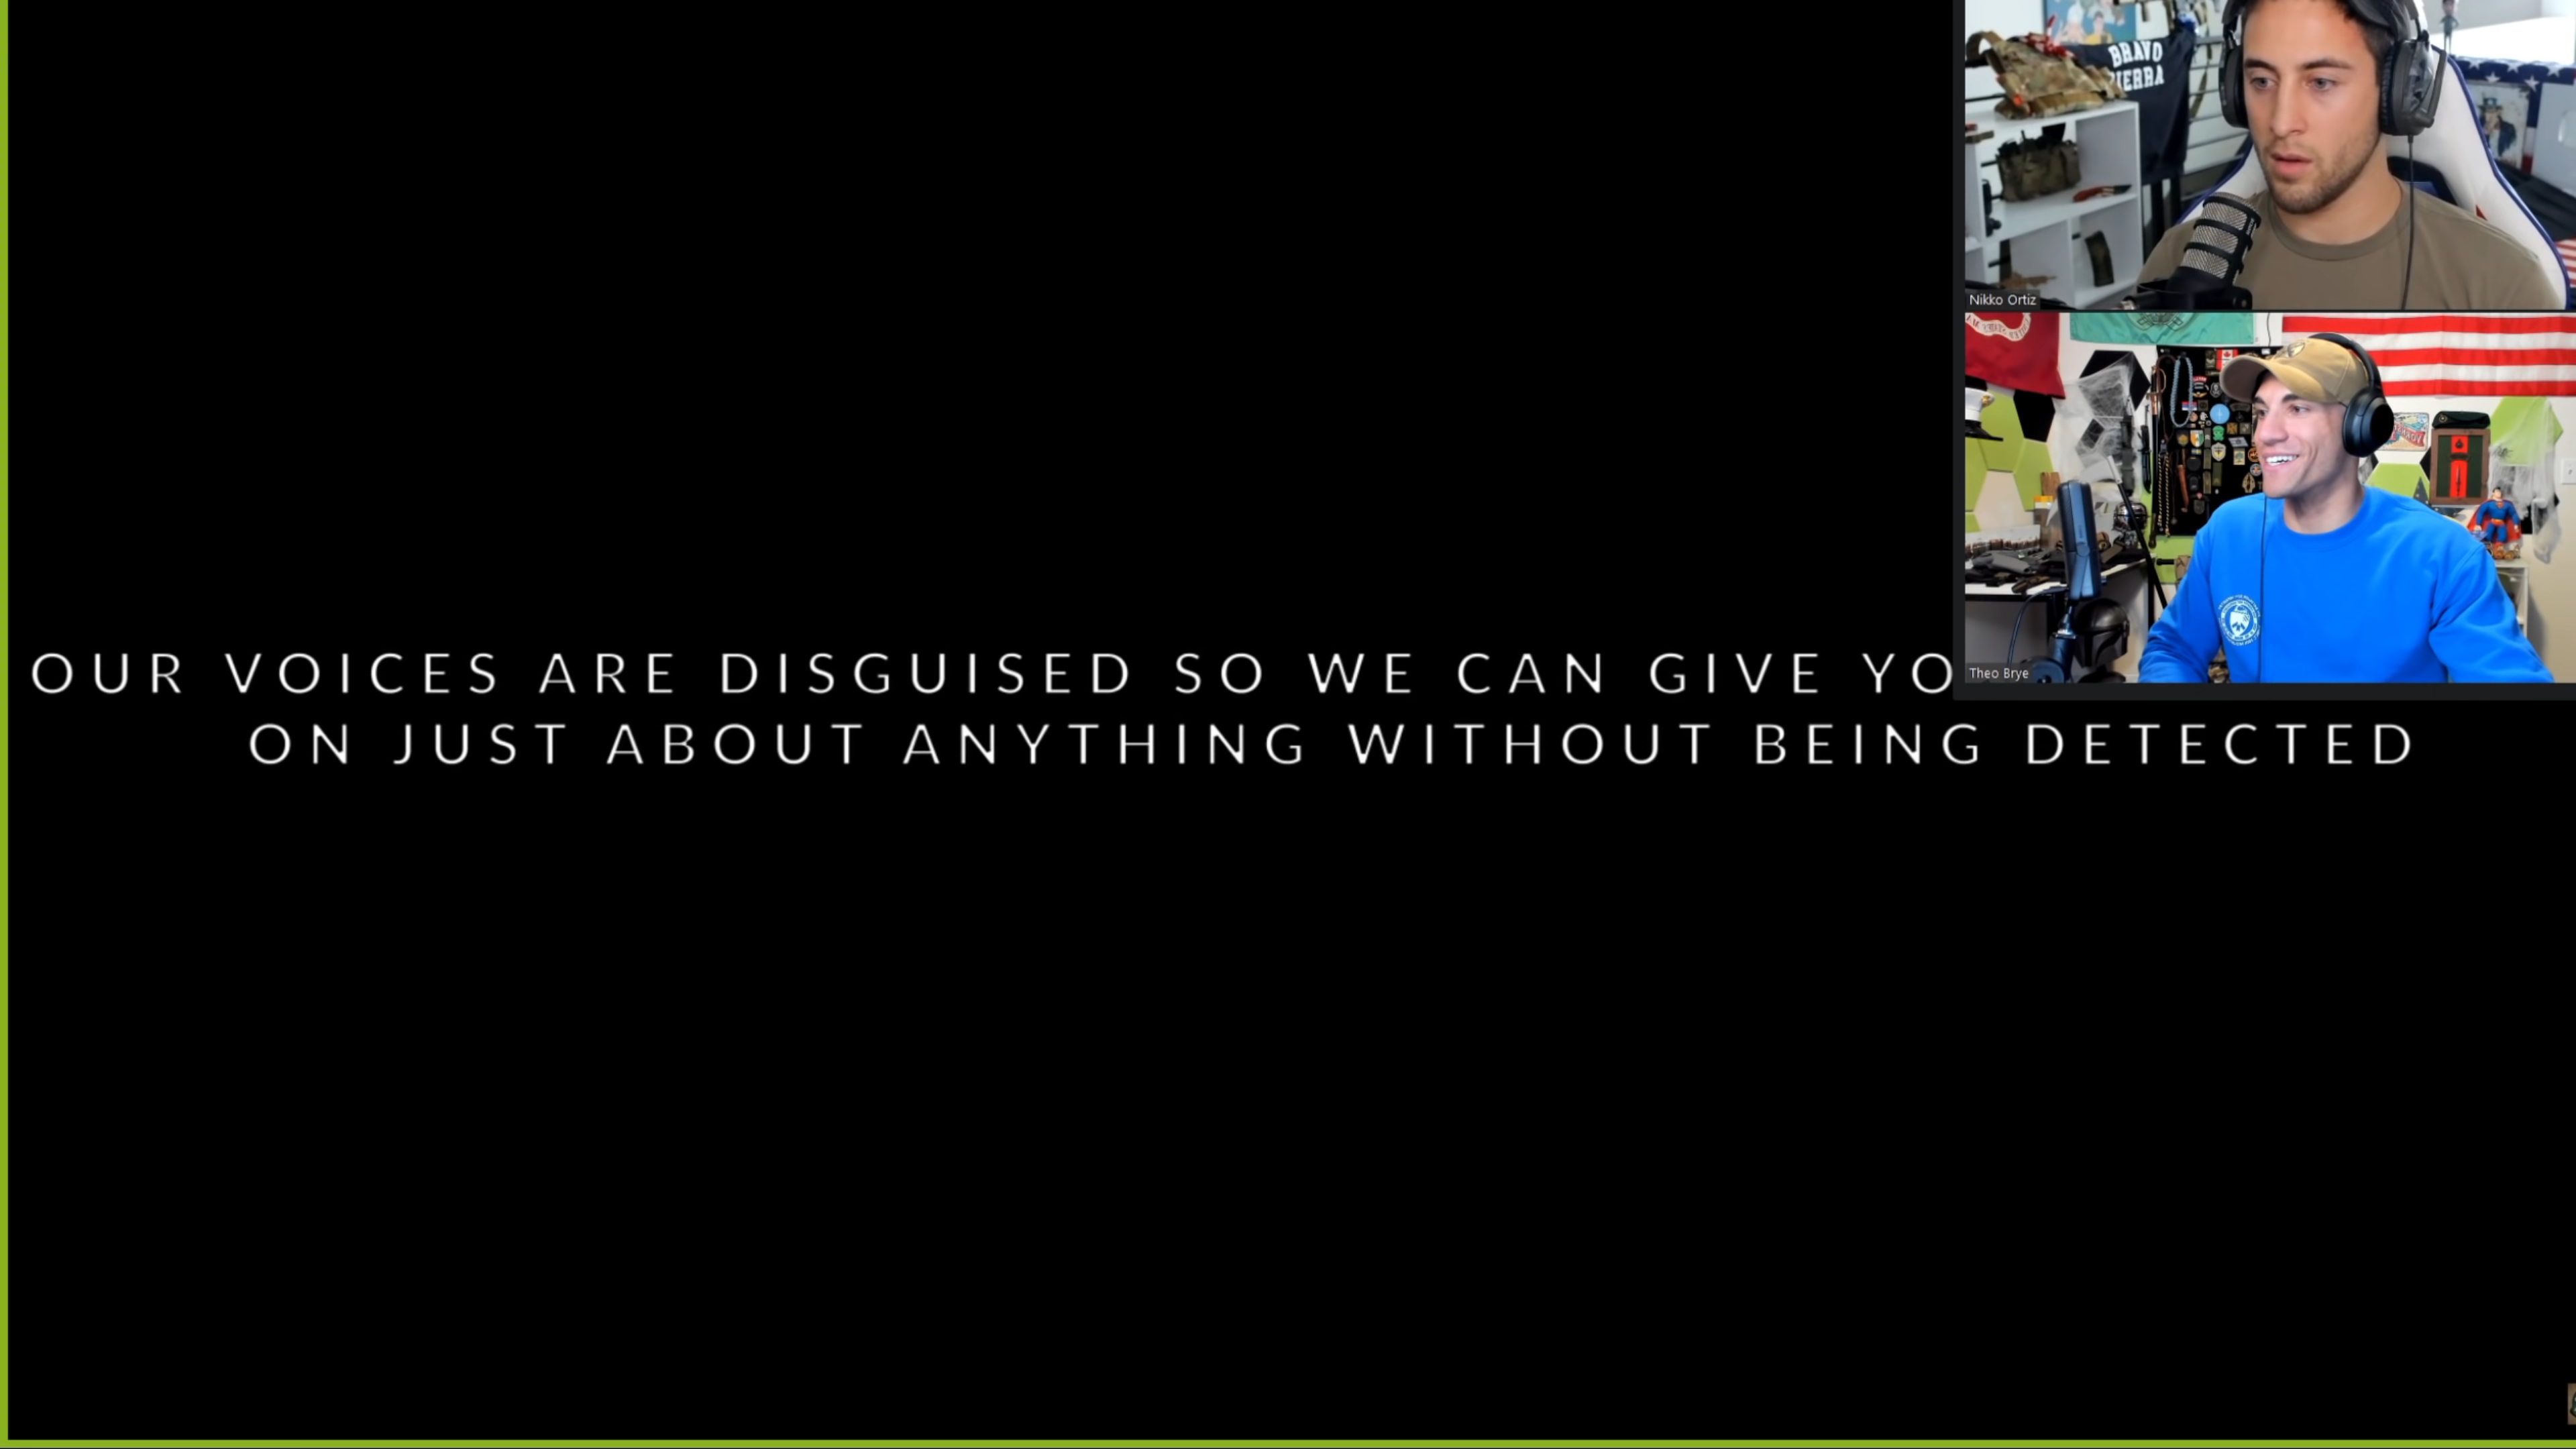 BRAVO
Nikko Ortiz
OUR VOICES ARE DISGUISED SO WE CAN GIVE YO
Theo Brye
ON JUST ABOUT ANYTHING WITHOUT BEING DETECTED